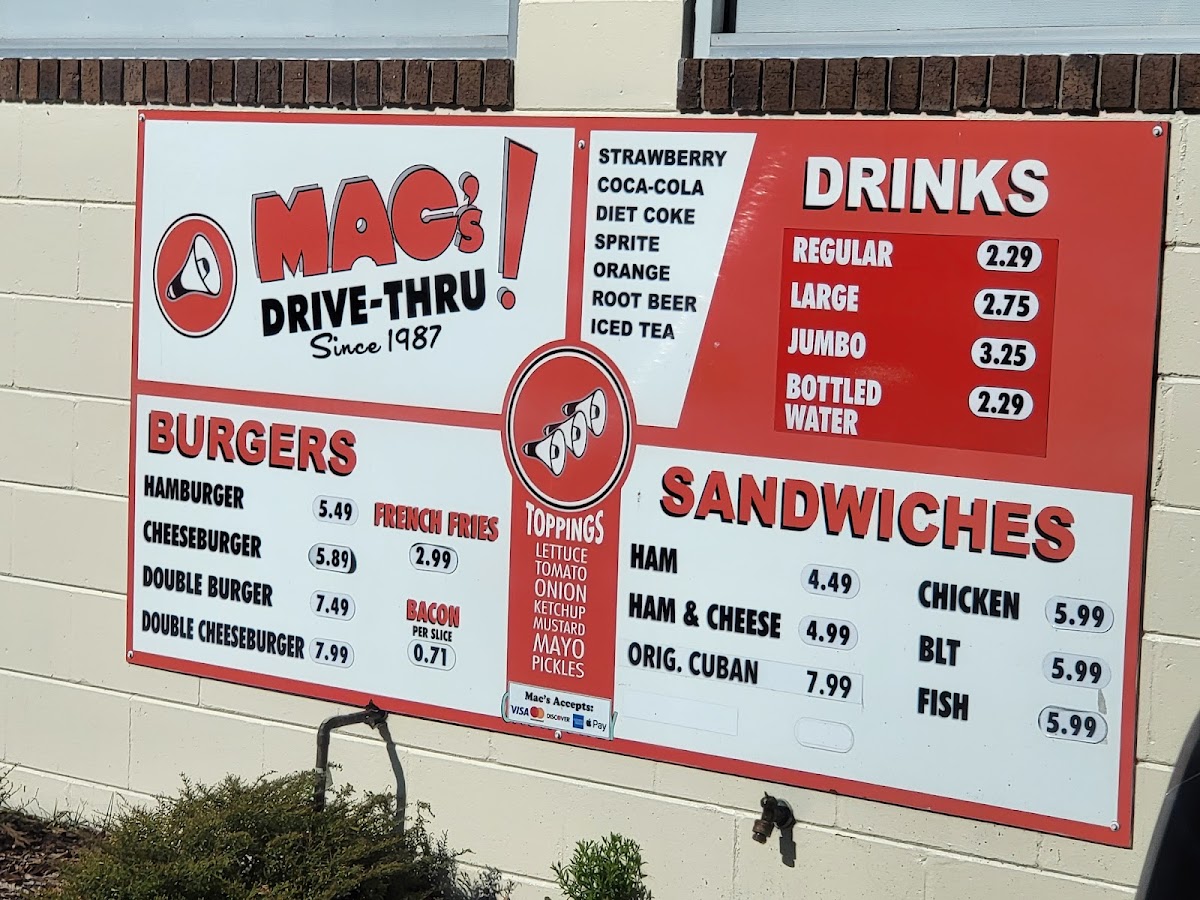 MAC's!
DRIVE-THRU
Since 1987
STRAWBERRY
COCA-COLA
DIET COKE
SPRITE
ORANGE
ROOT BEER
ICED TEA
DRINKS
REGULAR 2.29
LARGE 2.75
JUMBO 3.25
BOTTLED
WATER 2.29
BURGERS
HAMBURGER 5.49
CHEESEBURGER 5.89
DOUBLE BURGER 7.49
DOUBLE CHEESEBURGER 7.99
FRENCH FRIES
2.99
BACON
PER SLICE
0.71
TOPPINGS
LETTUCE
TOMATO
ONION
KETCHUP
MUSTARD
MAYO
PICKLES
Mac's Accepts:
VISA DISCOVER Pay
SANDWICHES
HAM 4.49
HAM & CHEESE 4.99
ORIG. CUBAN 7.99
CHICKEN 5.99
BLT 5.99
FISH 5.99